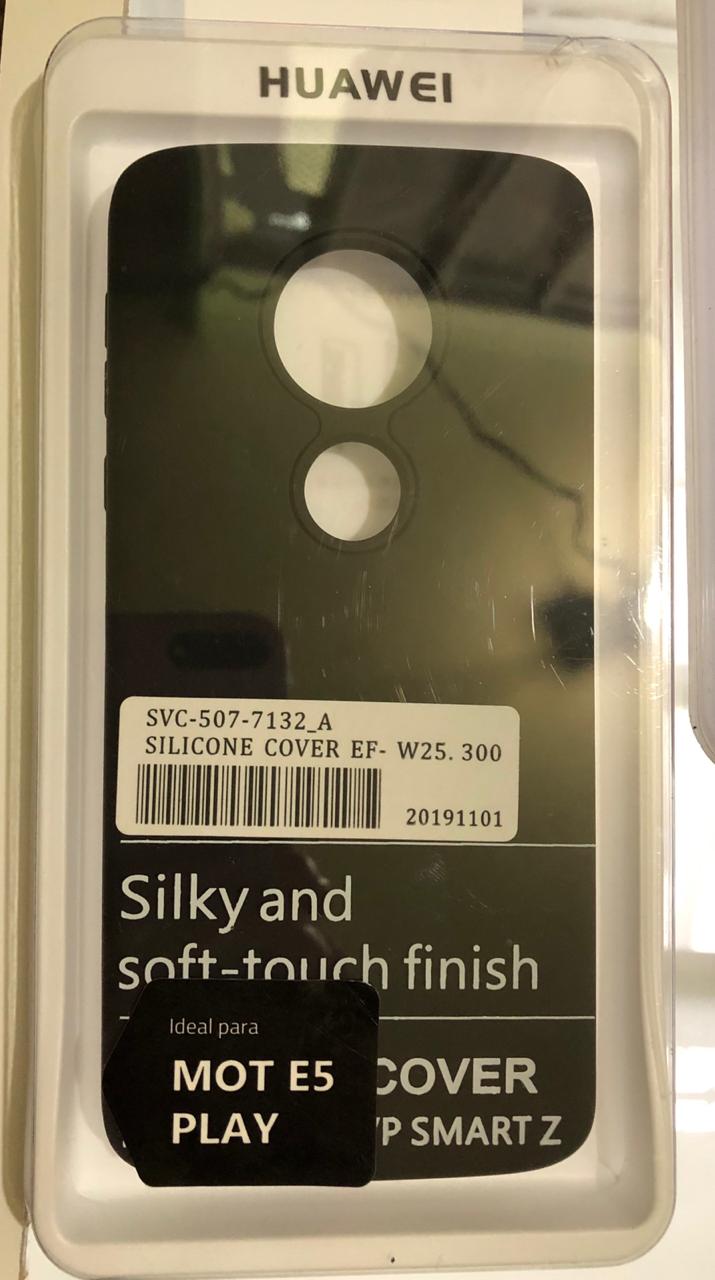 HUAWEI
SVC-507-7132_A
SILICONE COVER EF- W25. 300
20191101
Silky and
soft-touch finish
Ideal para
MOT E5
PLAY
COVER
/P SMART Z